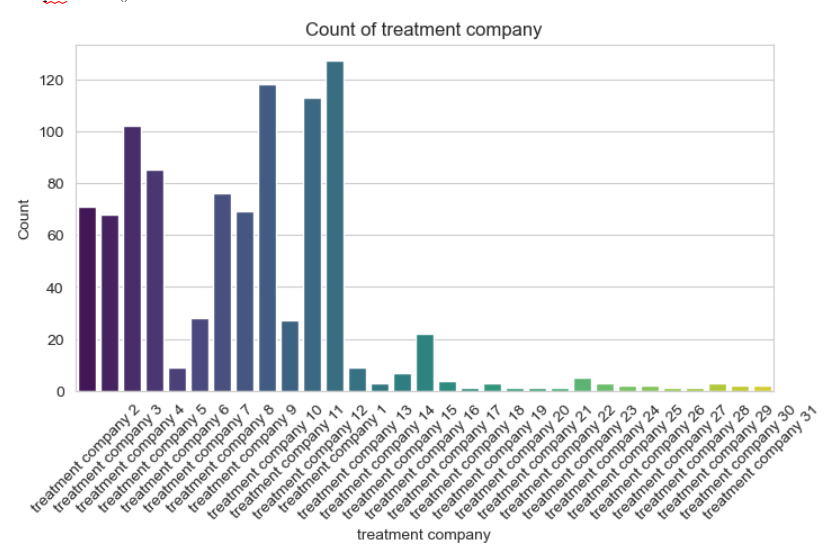 Count of treatment company
Count
120
100
80
60
40
20
0
treatment company 2
treatment company 3
treatment company 4
treatment company 5
treatment company 6
treatment company 7
treatment company 8
treatment company 9
treatment company 10
treatment company 11
treatment company 12
treatment company 1
treatment company 13
treatment company 14
treatment company 15
treatment company 16
treatment company 17
treatment company 18
treatment company 19
treatment company 20
treatment company 21
treatment company 22
treatment company 23
treatment company 24
treatment company 25
treatment company 26
treatment company 27
treatment company 28
treatment company 29
treatment company 30
treatment company 31
treatment company